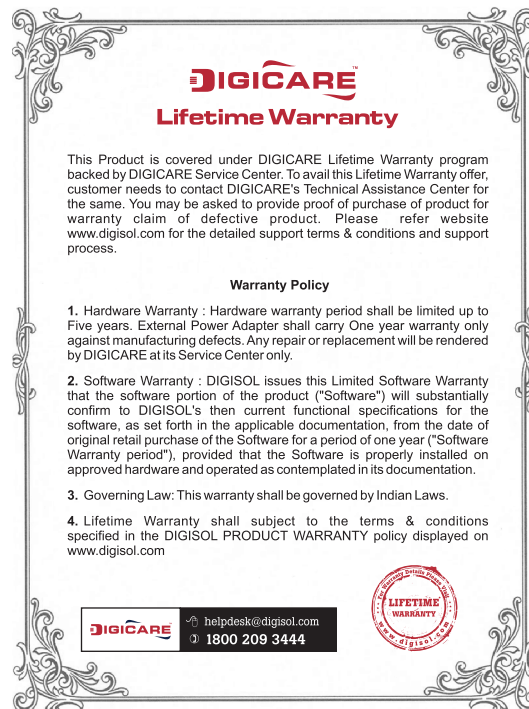 DIGICARE™
Lifetime Warranty
This Product is covered under DIGICARE Lifetime Warranty program
backed by DIGICARE Service Center. To avail this Lifetime Warranty offer,
customer needs to contact DIGICARE's Technical Assistance Center for
the same. You may be asked to provide proof of purchase of product for
warranty claim of defective product. Please refer website
www.digisol.com for the detailed support terms & conditions and support
process.
Warranty Policy
1. Hardware Warranty : Hardware warranty period shall be limited up to
Five years. External Power Adapter shall carry One year warranty only
against manufacturing defects. Any repair or replacement will be rendered
by DIGICARE at its Service Center only.
2. Software Warranty : DIGISOL issues this Limited Software Warranty
that the software portion of the product ("Software") will substantially
confirm to DIGISOL's then current functional specifications for the
software, as set forth in the applicable documentation, from the date of
original retail purchase of the Software for a period of one year ("Software
Warranty period"), provided that the Software is properly installed on
approved hardware and operated as contemplated in its documentation.
3. Governing Law: This warranty shall be governed by Indian Laws.
4. Lifetime Warranty shall subject to the terms & conditions
specified in the DIGISOL PRODUCT WARRANTY policy displayed on
www.digisol.com
For Warranty Details Please Visit
LIFETIME
WARRANTY
www.digisol.com
DIGICARE
helpdesk@digisol.com
1800 209 3444